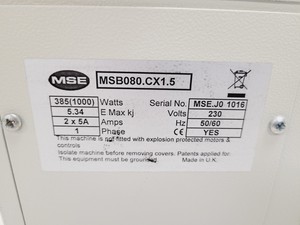 MSE
MSB080.CX1.5
385(1000) Watts Serial No. MSE.J0 1016
5.34 E Max kj Volts 230
2 x 5A Amps Hz 50/60
1 Phase CE YES
This machine is not fitted with explosion protected motors &
controls
Isolate machine before removing covers. Patents applied for.
This equipment must be grounded. Made in U.K.